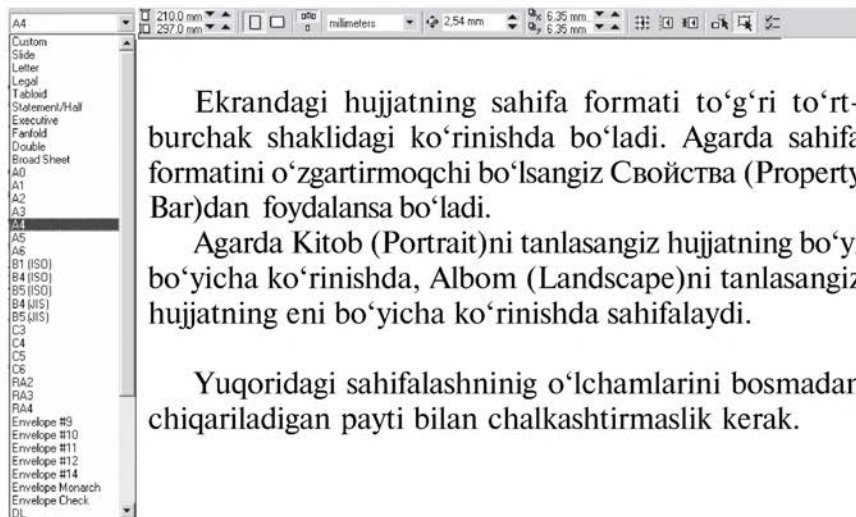 A4
210.0 mm
297.0 mm
millimeters
2,54 mm
x 6.35 mm
y 6.35 mm
Custom
Slide
Letter
Legal
Tabloid
Statement/Half
Executive
Fanfold
Double
Broad Sheet
A0
A1
A2
A3
A4
A5
A6
B1 (ISO)
B4 (ISO)
B5 (ISO)
B4 (JIS)
B5 (JIS)
C3
C4
C5
C6
RA2
RA3
RA4
Envelope #9
Envelope #10
Envelope #11
Envelope #12
Envelope #14
Envelope Monarch
Envelope Check
DL
Ekrandagi hujjatning sahifa formati to‘g‘ri to‘rt-
burchak shaklidagi ko‘rinishda bo‘ladi. Agarda sahifa
formatini o‘zgartirmoqchi bo‘lsangiz Свойства (Property
Bar)dan foydalansa bo‘ladi.
Agarda Kitob (Portrait)ni tanlasangiz hujjatning bo‘yi
bo‘yicha ko‘rinishda, Albom (Landscape)ni tanlasangiz
hujjatning eni bo‘yicha ko‘rinishda sahifalaydi.
Yuqoridagi sahifalashninig o‘lchamlarini bosmadan
chiqariladigan payti bilan chalkashtirmaslik kerak.